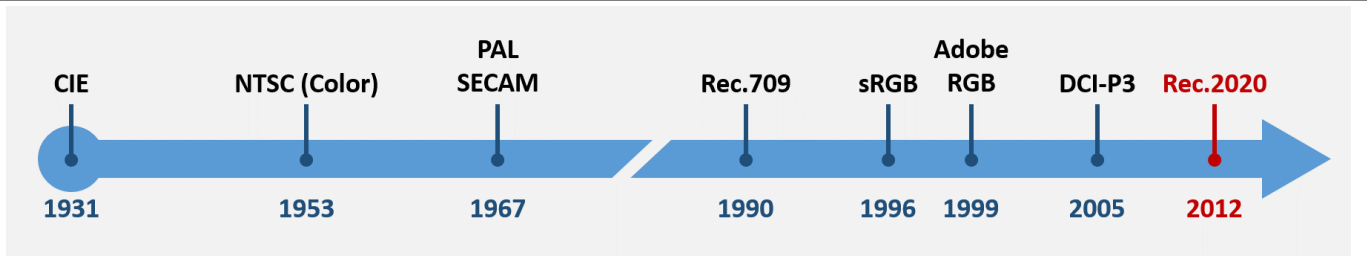 CIE
NTSC (Color)
PAL
SECAM
Rec.709
sRGB
Adobe
RGB
DCI-P3
Rec.2020
1931
1953
1967
1990
1996
1999
2005
2012